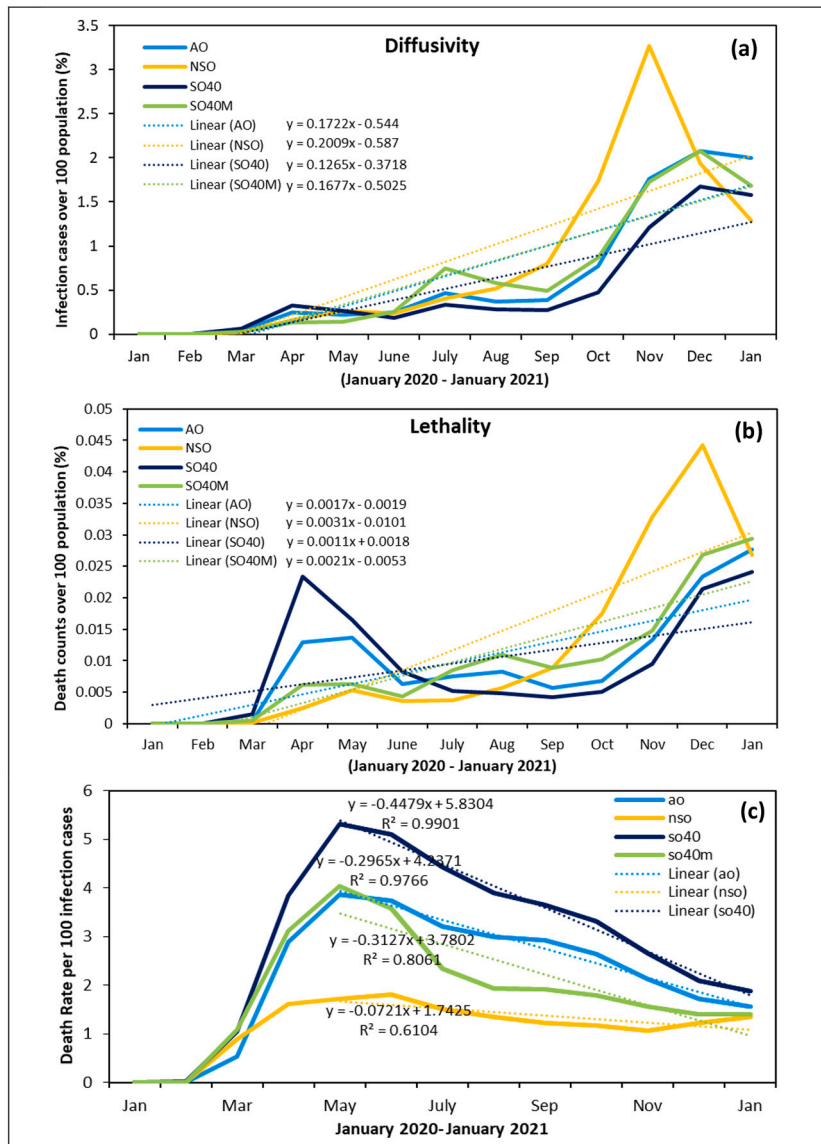 Diffusivity
(a)
Infection cases over 100 population (%)
3.5
3
2.5
2
1.5
1
0.5
0
AO
NSO
SO40
SO40M
Linear (AO) y = 0.1722x - 0.544
Linear (NSO) y = 0.2009x - 0.587
Linear (SO40) y = 0.1265x - 0.3718
Linear (SO40M) y = 0.1677x - 0.5025
Jan Feb Mar Apr May June July Aug Sep Oct Nov Dec Jan
(January 2020 - January 2021)
Lethality
(b)
Death counts over 100 population (%)
0.05
0.045
0.04
0.035
0.03
0.025
0.02
0.015
0.01
0.005
0
AO
NSO
SO40
SO40M
Linear (AO) y = 0.0017x - 0.0019
Linear (NSO) y = 0.0031x - 0.0101
Linear (SO40) y = 0.0011x + 0.0018
Linear (SO40M) y = 0.0021x - 0.0053
Jan Feb Mar Apr May June July Aug Sep Oct Nov Dec Jan
(January 2020 - January 2021)
(c)
Death Rate per 100 infection cases
6
5
4
3
2
1
0
y = -0.4479x + 5.8304
R² = 0.9901
y = -0.2965x + 4.2371
R² = 0.9766
y = -0.3127x + 3.7802
R² = 0.8061
y = -0.0721x + 1.7425
R² = 0.6104
ao
nso
so40
so40m
Linear (ao)
Linear (nso)
Linear (so40)
Jan Mar May July Sep Nov Jan
January 2020- January 2021